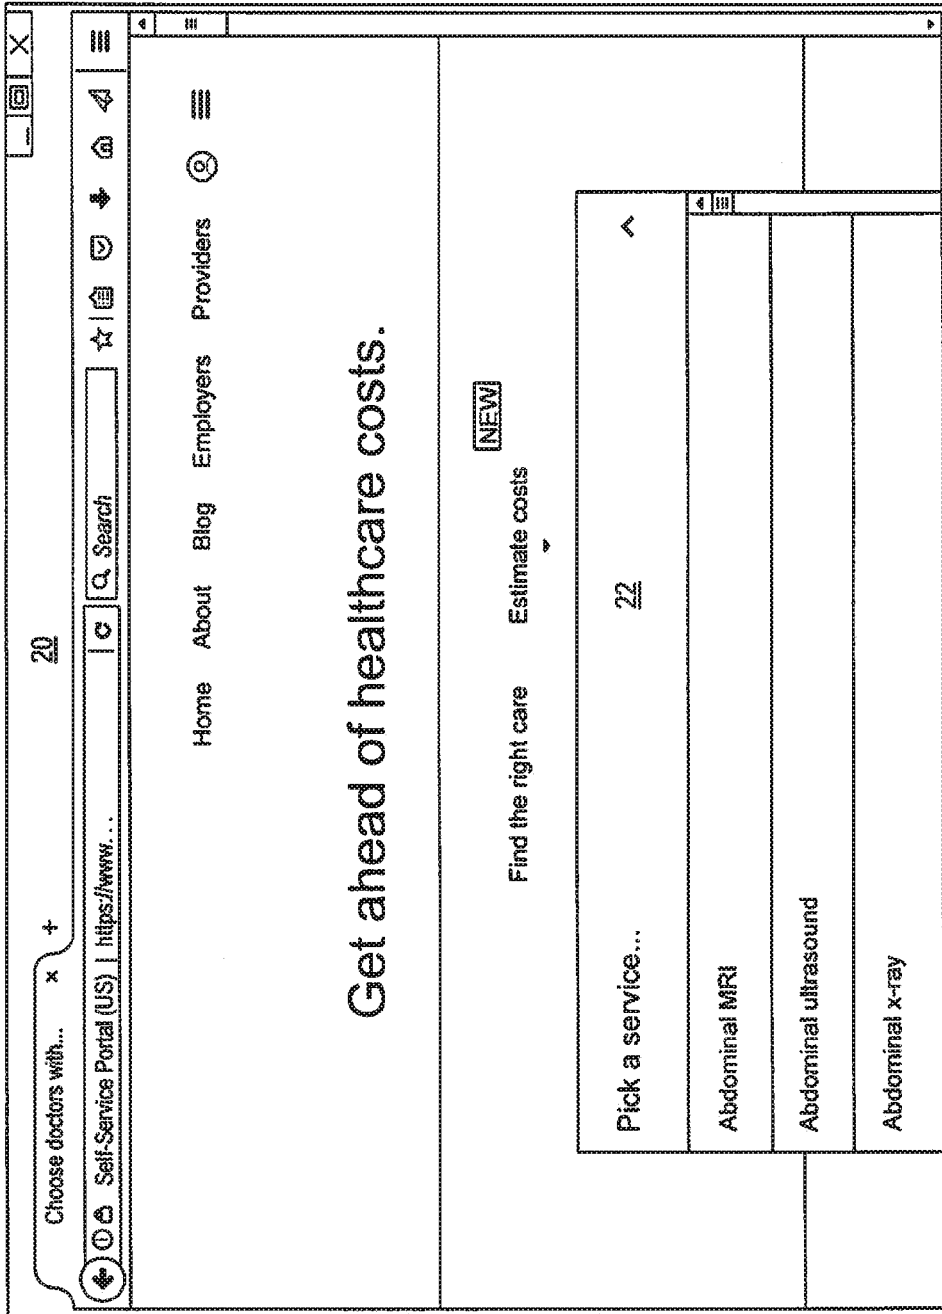 20
Choose doctors with... x +
Self-Service Portal (US) | https://www... Search
Home About Blog Employers Providers
Get ahead of healthcare costs.
NEW
Find the right care Estimate costs
Pick a service... 22
Abdominal MRI
Abdominal ultrasound
Abdominal x-ray